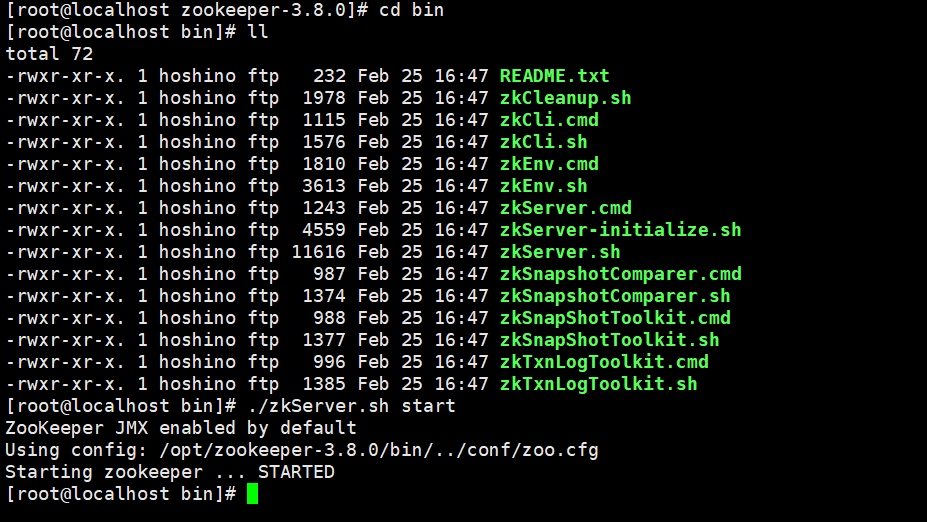 [root@localhost zookeeper-3.8.0]# cd bin
[root@localhost bin]# ll
total 72
-rwxr-xr-x. 1 hoshino ftp   232 Feb 25 16:47 README.txt
-rwxr-xr-x. 1 hoshino ftp  1978 Feb 25 16:47 zkCleanup.sh
-rwxr-xr-x. 1 hoshino ftp  1115 Feb 25 16:47 zkCli.cmd
-rwxr-xr-x. 1 hoshino ftp  1576 Feb 25 16:47 zkCli.sh
-rwxr-xr-x. 1 hoshino ftp  1810 Feb 25 16:47 zkEnv.cmd
-rwxr-xr-x. 1 hoshino ftp  3613 Feb 25 16:47 zkEnv.sh
-rwxr-xr-x. 1 hoshino ftp  1243 Feb 25 16:47 zkServer.cmd
-rwxr-xr-x. 1 hoshino ftp  4559 Feb 25 16:47 zkServer-initialize.sh
-rwxr-xr-x. 1 hoshino ftp 11616 Feb 25 16:47 zkServer.sh
-rwxr-xr-x. 1 hoshino ftp   987 Feb 25 16:47 zkSnapshotComparer.cmd
-rwxr-xr-x. 1 hoshino ftp  1374 Feb 25 16:47 zkSnapshotComparer.sh
-rwxr-xr-x. 1 hoshino ftp   988 Feb 25 16:47 zkSnapShotToolkit.cmd
-rwxr-xr-x. 1 hoshino ftp  1377 Feb 25 16:47 zkSnapShotToolkit.sh
-rwxr-xr-x. 1 hoshino ftp   996 Feb 25 16:47 zkTxnLogToolkit.cmd
-rwxr-xr-x. 1 hoshino ftp  1385 Feb 25 16:47 zkTxnLogToolkit.sh
[root@localhost bin]# ./zkServer.sh start
ZooKeeper JMX enabled by default
Using config: /opt/zookeeper-3.8.0/bin/../conf/zoo.cfg
Starting zookeeper ... STARTED
[root@localhost bin]#